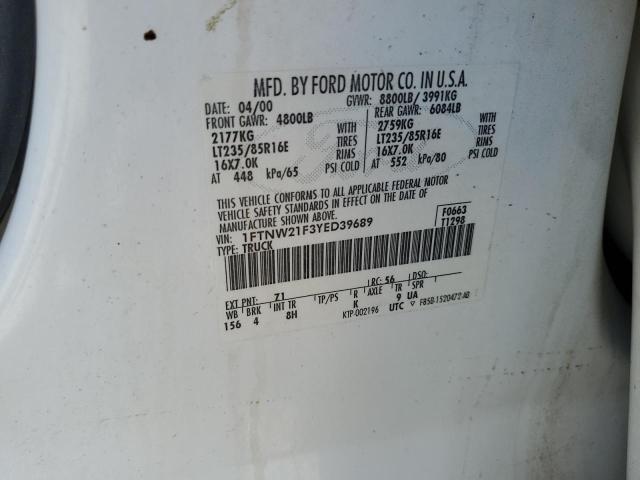 MFD. BY FORD MOTOR CO. IN U.S.A.
DATE: 04/00 GVWR: 8800LB/ 3991KG
FRONT GAWR: 4800LB REAR GAWR: 6084LB
2177KG WITH 2759KG WITH
LT235/85R16E TIRES LT235/85R16E TIRES
16X7.0K RIMS 16X7.0K RIMS
AT 448 kPa/65 PSI COLD AT 552 kPa/80 PSI COLD
THIS VEHICLE CONFORMS TO ALL APPLICABLE FEDERAL MOTOR
VEHICLE SAFETY STANDARDS IN EFFECT ON THE DATE OF
MANUFACTURE SHOWN ABOVE.
VIN: 1FTNW21F3YED39689 F0663
TYPE: TRUCK T1298
EXT PNT: Z1 RC: 56 DSO:
WB BRK INT TR TP/PS R AXLE TR SPR
156 4 8H K 9 UA
KTP-002196 UTC F85B-1520472-AB